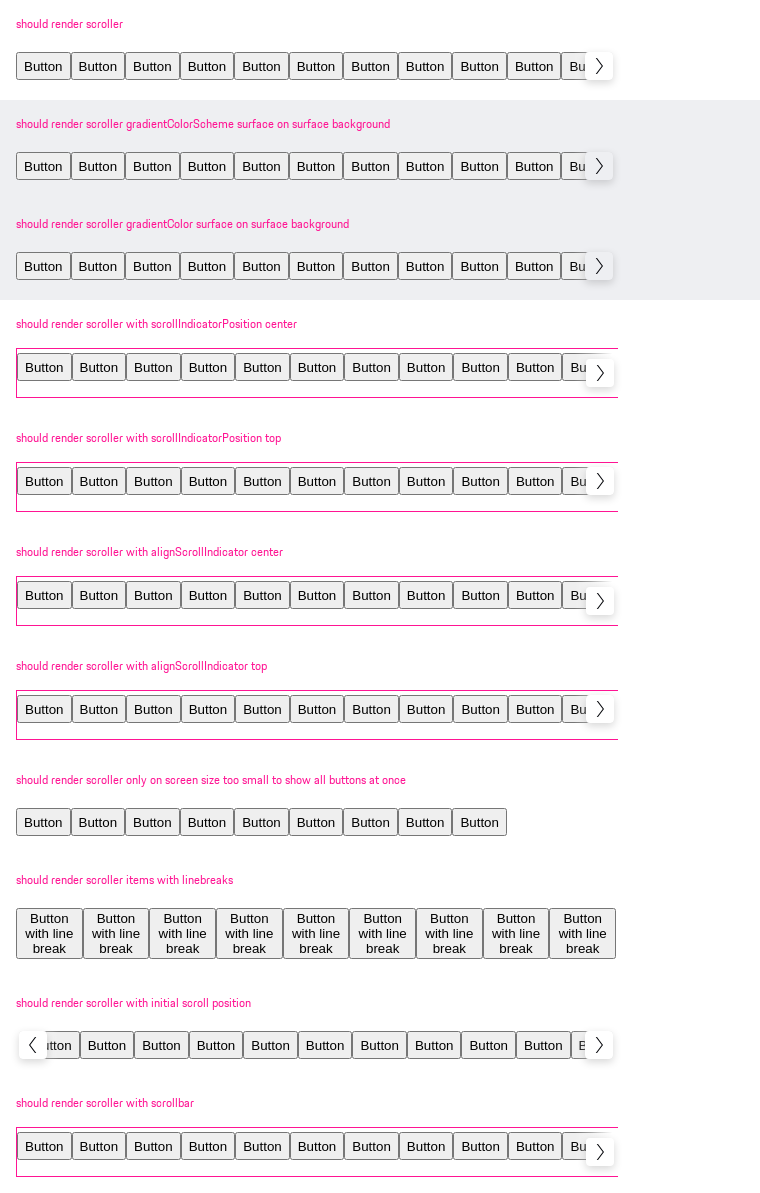 should render scroller
Button Button Button Button Button Button Button Button Button Button Bu
should render scroller gradientColorScheme surface on surface background
Button Button Button Button Button Button Button Button Button Button Bu
should render scroller gradientColor surface on surface background
Button Button Button Button Button Button Button Button Button Button Bu
should render scroller with scrollIndicatorPosition center
Button Button Button Button Button Button Button Button Button Button Bu
should render scroller with scrollIndicatorPosition top
Button Button Button Button Button Button Button Button Button Button Bu
should render scroller with alignScrollIndicator center
Button Button Button Button Button Button Button Button Button Button Bu
should render scroller with alignScrollIndicator top
Button Button Button Button Button Button Button Button Button Button Bu
should render scroller only on screen size too small to show all buttons at once
Button Button Button Button Button Button Button Button Button
should render scroller items with linebreaks
Button Button Button Button Button Button Button Button Button
with line with line with line with line with line with line with line with line with line
break break break break break break break break break
should render scroller with initial scroll position
utton Button Button Button Button Button Button Button Button Button B
should render scroller with scrollbar
Button Button Button Button Button Button Button Button Button Button Bu